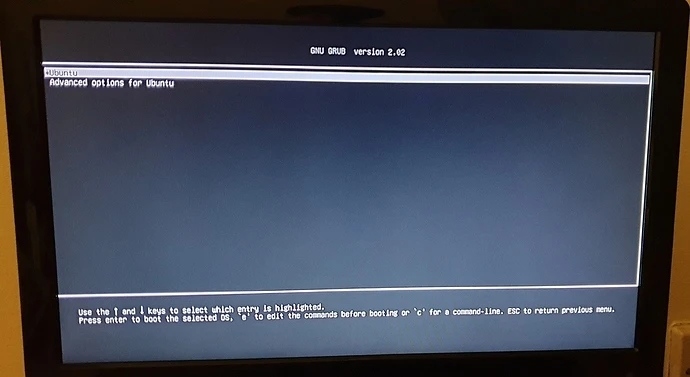 GNU GRUB  version 2.02
*Ubuntu
Advanced options for Ubuntu
Use the ↑ and ↓ keys to select which entry is highlighted.
Press enter to boot the selected OS, `e' to edit the commands before booting or `c' for a command-line. ESC to return previous menu.